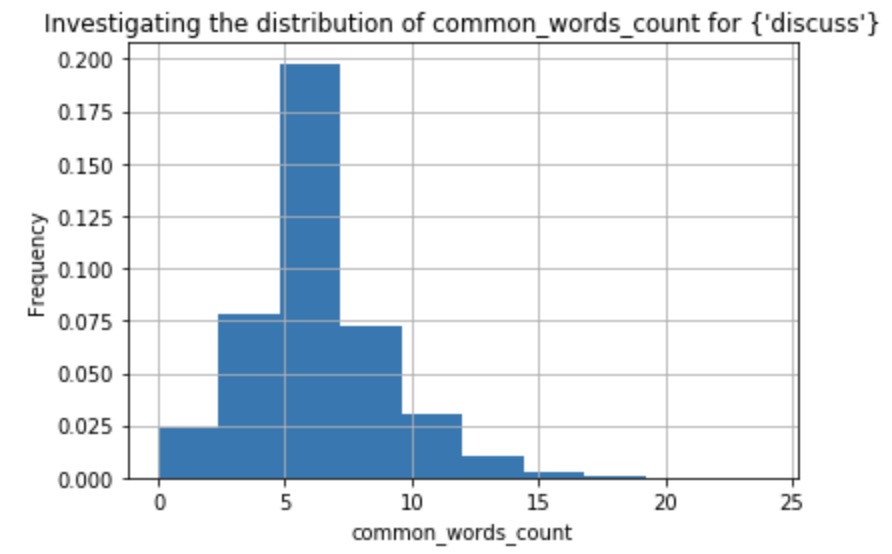 Investigating the distribution of common_words_count for {'discuss'}
0.200
0.175
0.150
0.125
0.100
0.075
0.050
0.025
0.000
Frequency
0 5 10 15 20 25
common_words_count